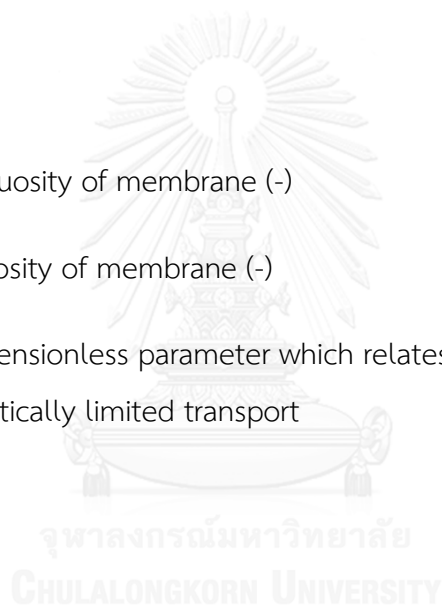 uosity of membrane (-)
osity of membrane (-)
ensionless parameter which relates
tically limited transport
จุฬาลงกรณ์มหาวิทยาลัย
CHULALONGKORN UNIVERSITY